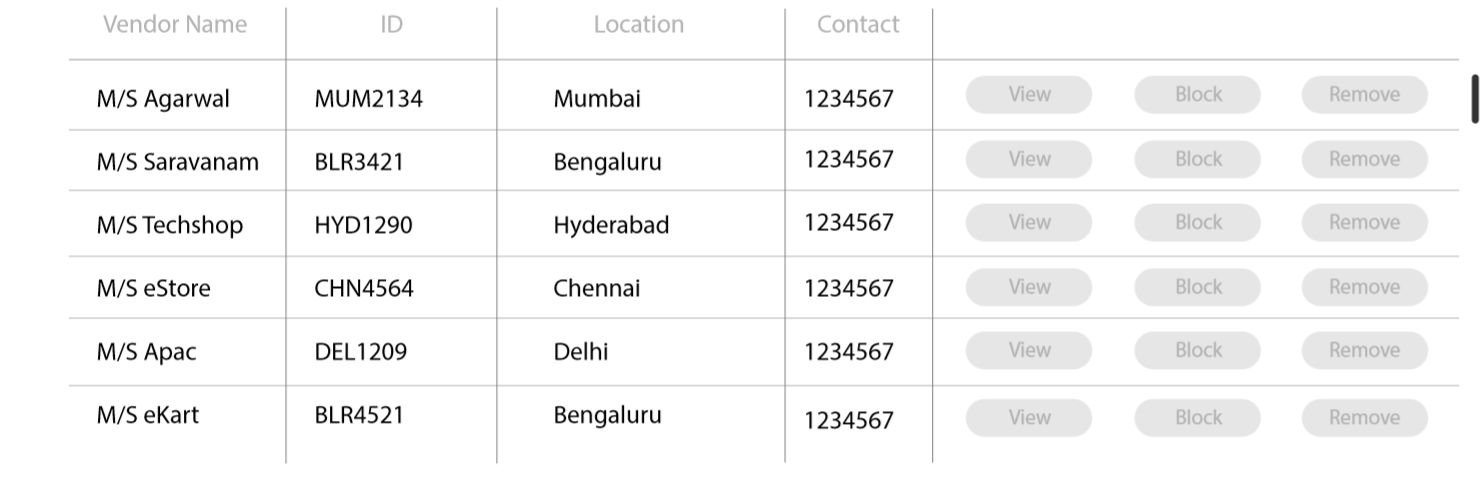 Vendor Name ID Location Contact
M/S Agarwal MUM2134 Mumbai 1234567 View Block Remove
M/S Saravanam BLR3421 Bengaluru 1234567 View Block Remove
M/S Techshop HYD1290 Hyderabad 1234567 View Block Remove
M/S eStore CHN4564 Chennai 1234567 View Block Remove
M/S Apac DEL1209 Delhi 1234567 View Block Remove
M/S eKart BLR4521 Bengaluru 1234567 View Block Remove